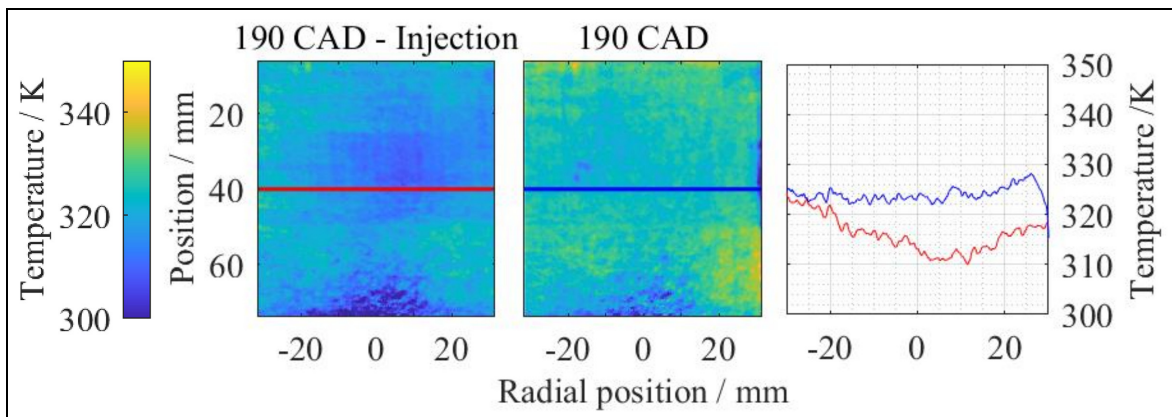 190 CAD - Injection
190 CAD
Temperature / K
340
320
300
Position / mm
20
40
60
-20 0 20
-20 0 20
-20 0 20
Radial position / mm
350
340
330
320
310
300
Temperature /K